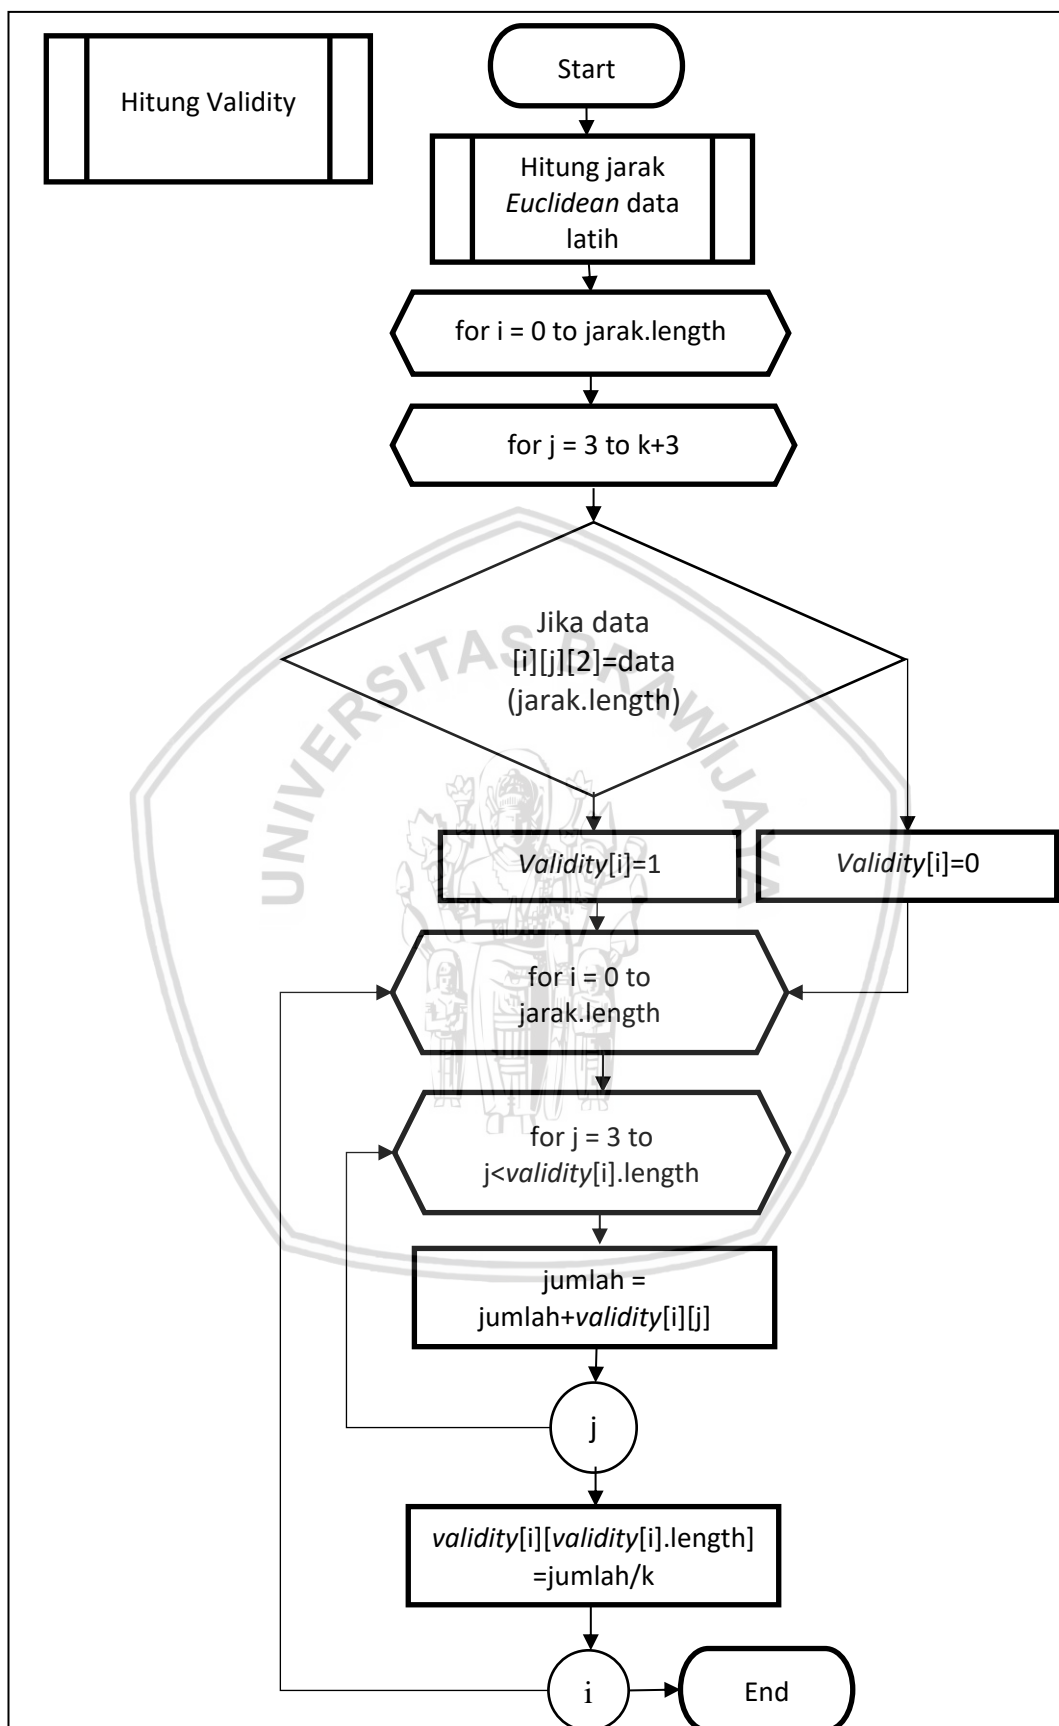 Hitung Validity
Start
Hitung jarak
Euclidean data
latih
for i = 0 to jarak.length
for j = 3 to k+3
Jika data
[i][j][2]=data
(jarak.length)
UNIVERSITAS BRAWIJAYA
Validity[i]=1
Validity[i]=0
for i = 0 to
jarak.length
for j = 3 to
j<validity[i].length
jumlah =
jumlah+validity[i][j]
j
validity[i][validity[i].length]
=jumlah/k
i
End